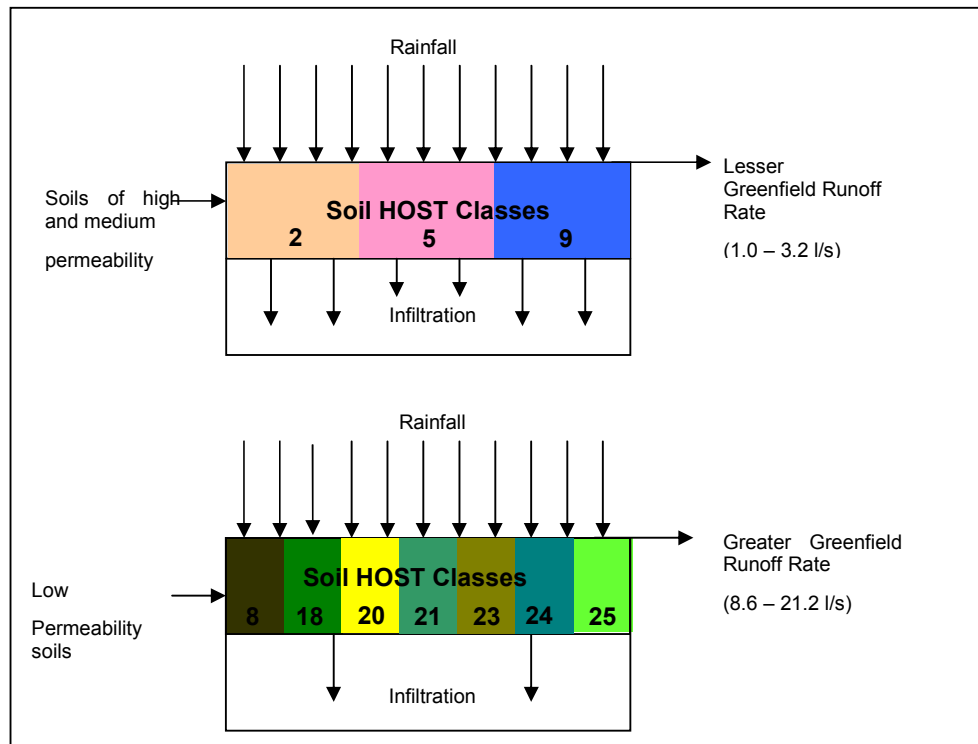 Rainfall
Soils of high
and medium
permeability
Soil HOST Classes
2 5 9
Lesser
Greenfield Runoff
Rate
(1.0 – 3.2 l/s)
Infiltration
Rainfall
Low
Permeability
soils
Soil HOST Classes
8 18 20 21 23 24 25
Greater Greenfield
Runoff Rate
(8.6 – 21.2 l/s)
Infiltration